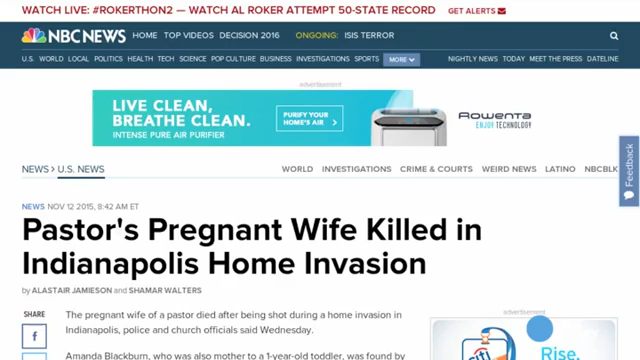 WATCH LIVE: #ROKERTHON2 — WATCH AL ROKER ATTEMPT 50-STATE RECORD GET ALERTS
NBC NEWS HOME TOP VIDEOS DECISION 2016 ONGOING: ISIS TERROR
U.S. WORLD LOCAL POLITICS HEALTH TECH SCIENCE POP CULTURE BUSINESS INVESTIGATIONS SPORTS MORE NIGHTLY NEWS TODAY MEET THE PRESS DATELINE
advertisement
LIVE CLEAN,
BREATHE CLEAN.
INTENSE PURE AIR PURIFIER
PURIFY YOUR
HOME'S AIR
Rowenta
ENJOY TECHNOLOGY
Feedback
NEWS > U.S. NEWS WORLD INVESTIGATIONS CRIME & COURTS WEIRD NEWS LATINO NBCBLK
NEWS NOV 12 2015, 8:42 AM ET
Pastor's Pregnant Wife Killed in
Indianapolis Home Invasion
by ALASTAIR JAMIESON and SHAMAR WALTERS
SHARE
f
The pregnant wife of a pastor died after being shot during a home invasion in
Indianapolis, police and church officials said Wednesday.
Amanda Blackburn, who was also mother to a 1-year-old toddler, was found by
advertisement
citi
Rise.